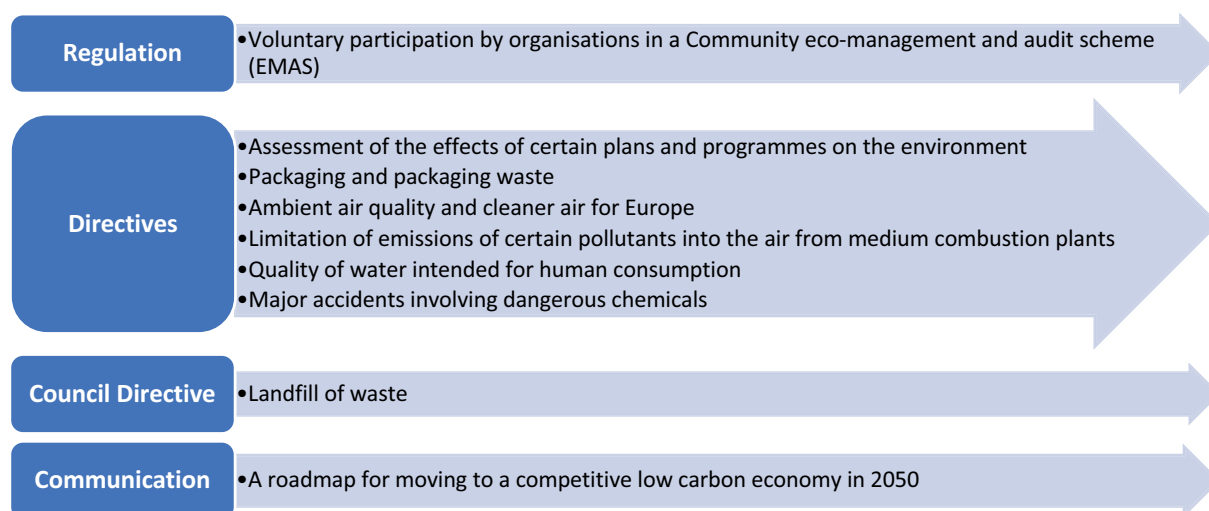 Regulation
•Voluntary participation by organisations in a Community eco-management and audit scheme
(EMAS)
Directives
•Assessment of the effects of certain plans and programmes on the environment
•Packaging and packaging waste
•Ambient air quality and cleaner air for Europe
•Limitation of emissions of certain pollutants into the air from medium combustion plants
•Quality of water intended for human consumption
•Major accidents involving dangerous chemicals
Council Directive
•Landfill of waste
Communication
•A roadmap for moving to a competitive low carbon economy in 2050